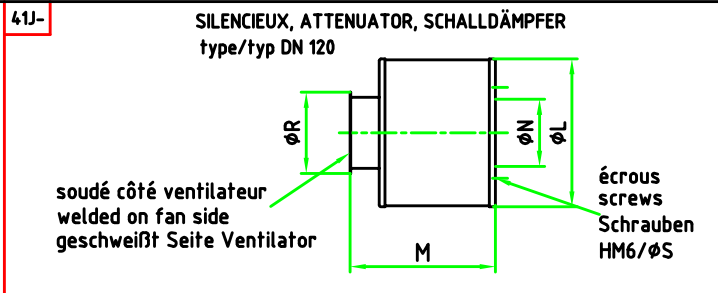 41J-
SILENCIEUX, ATTENUATOR, SCHALLDÄMPFER
type/typ DN 120
ØR
ØN
ØL
soudé côté ventilateur
welded on fan side
geschweißt Seite Ventilator
écrous
screws
Schrauben
HM6/ØS
M